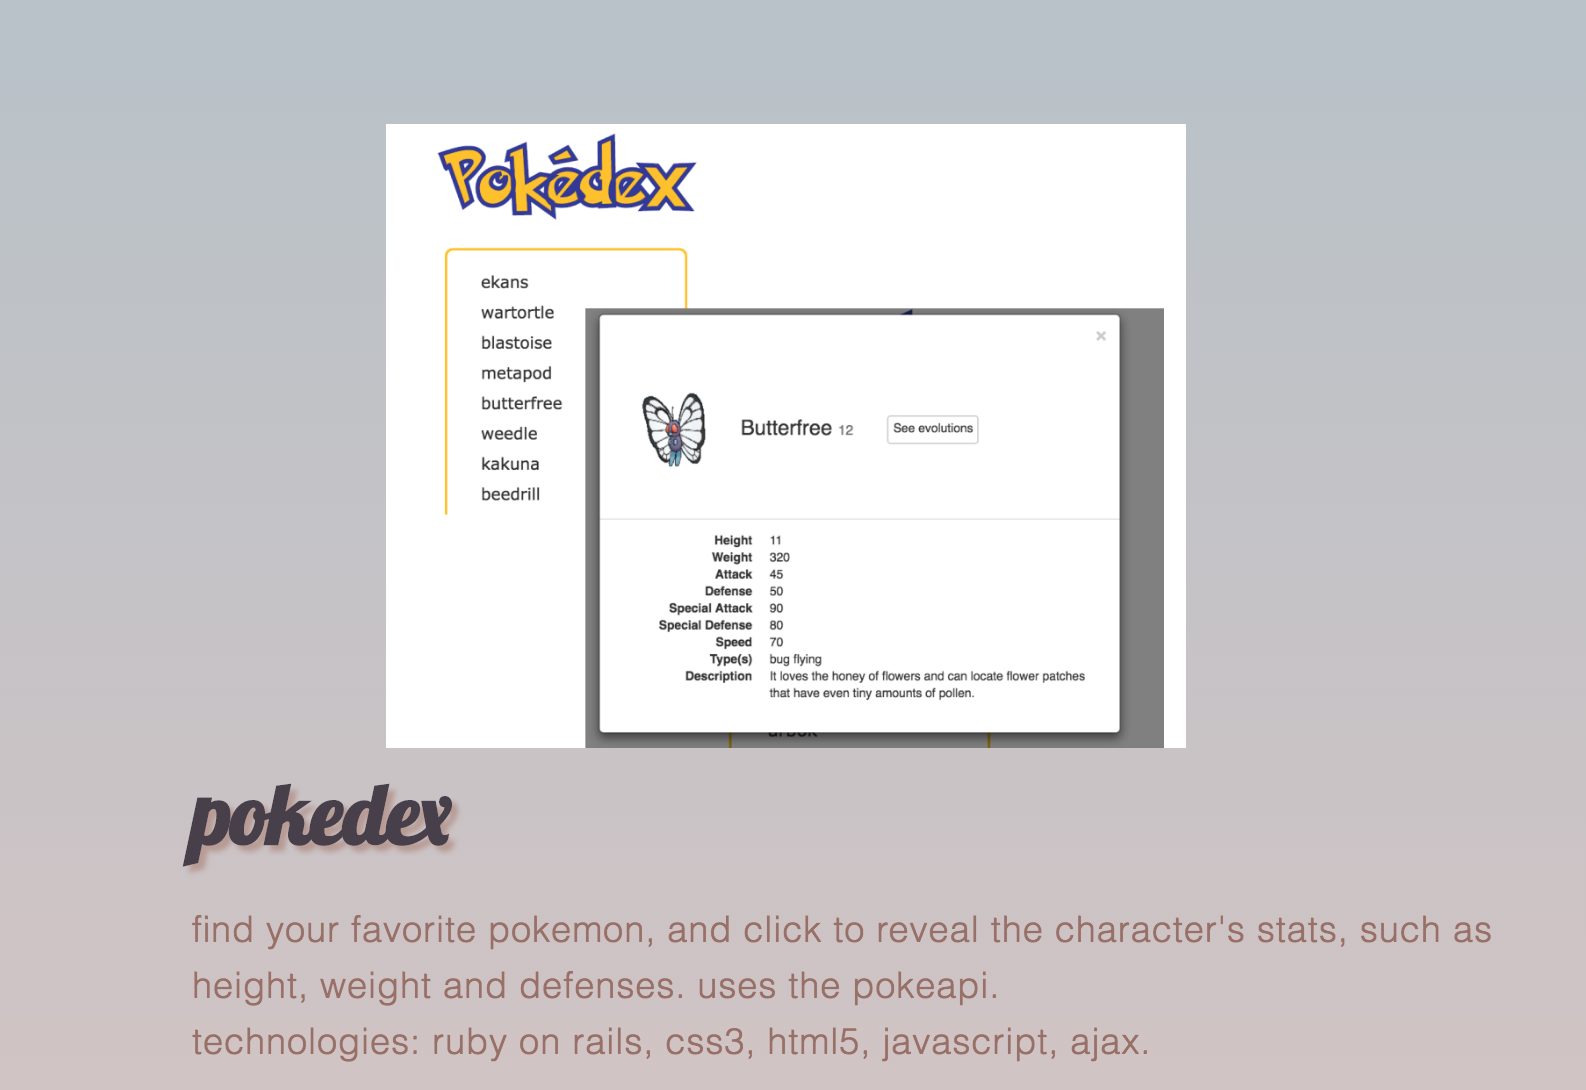 Pokédex
ekans
wartortle
blastoise
metapod
butterfree
weedle
kakuna
beedrill
×
Butterfree 12
See evolutions
Height 11
Weight 320
Attack 45
Defense 50
Special Attack 90
Special Defense 80
Speed 70
Type(s) bug flying
Description It loves the honey of flowers and can locate flower patches
that have even tiny amounts of pollen.
arbok
pokedex
find your favorite pokemon, and click to reveal the character's stats, such as
height, weight and defenses. uses the pokeapi.
technologies: ruby on rails, css3, html5, javascript, ajax.